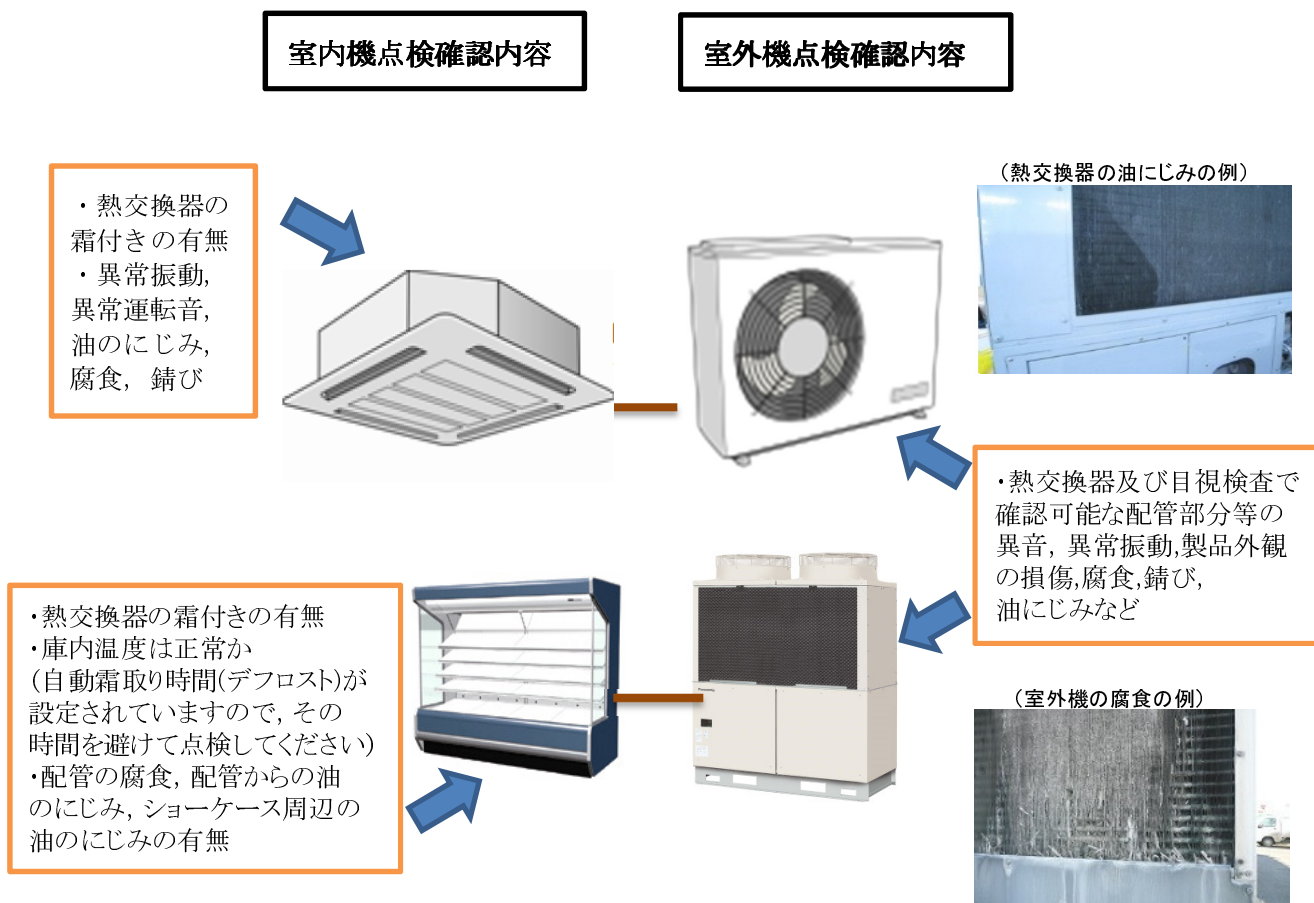 室内機点検確認内容
室外機点検確認内容
（熱交換器の油にじみの例）
・熱交換器の
霜付きの有無
・異常振動，
異常運転音，
油のにじみ，
腐食，錆び
・熱交換器及び目視検査で
確認可能な配管部分等の
異音，異常振動,製品外観
の損傷,腐食,錆び,
油にじみなど
・熱交換器の霜付きの有無
・庫内温度は正常か
（自動霜取り時間(デフロスト)が
設定されていますので，その
時間を避けて点検してください）
・配管の腐食，配管からの油
のにじみ，ショーケース周辺の
油のにじみの有無
（室外機の腐食の例）